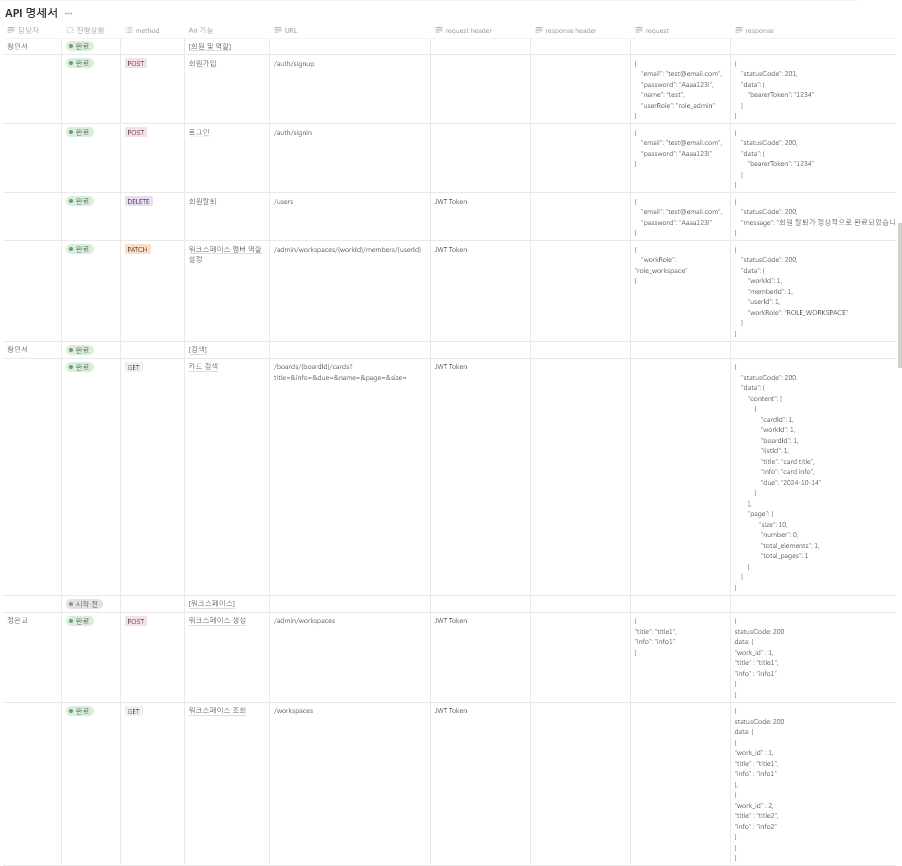 API 명세서 ...
담당자 진행상황 method Aa 기능 URL request header response header request response
황인서 완료 [회원 및 역할]
완료 POST 회원가입 /auth/signup
{
"email": "test@email.com",
"password": "Aaaa123!",
"name": "test",
"userRole": "role_admin"
}
{
"statusCode": 201,
"data": {
"bearerToken": "1234"
}
}
완료 POST 로그인 /auth/signin
{
"email": "test@email.com",
"password": "Aaaa123!"
}
{
"statusCode": 200,
"data": {
"bearerToken": "1234"
}
}
완료 DELETE 회원탈퇴 /users JWT Token
{
"email": "test@email.com",
"password": "Aaaa123!"
}
{
"statusCode": 200,
"message": "회원 탈퇴가 정상적으로 완료되었습니
완료 PATCH 워크스페이스 멤버 역할
설정
/admin/workspaces/{workId}/members/{userId} JWT Token
{
"workRole":
"role_workspace"
}
{
"statusCode": 200,
"data": {
"workId": 1,
"memberId": 1,
"userId": 1,
"workRole": "ROLE_WORKSPACE"
}
}
황인서 완료 [검색]
완료 GET 카드 검색 /boards/{boardId}/cards?
title=&info=&due=&name=&page=&size=
JWT Token
{
"statusCode": 200,
"data": {
"content": [
{
"cardId": 1,
"workId": 1,
"boardId": 1,
"listId": 1,
"title": "card title",
"info": "card info",
"due": "2024-10-14"
}
],
"page": {
"size": 10,
"number": 0,
"total_elements": 1,
"total_pages": 1
}
}
}
시작 전 [워크스페이스]
정은교 완료 POST 워크스페이스 생성 /admin/workspaces JWT Token
{
"title": "title1",
"info": "info1"
}
{
statusCode: 200
data: {
"work_id" : 1,
"title" : "title1",
"info" : "info1"
}
}
완료 GET 워크스페이스 조회 /workspaces JWT Token
{
statusCode: 200
data: {
{
"work_id" : 1,
"title" : "title1",
"info" : "info1"
},
{
"work_id" : 2,
"title" : "title2",
"info" : "info2"
}
}
}